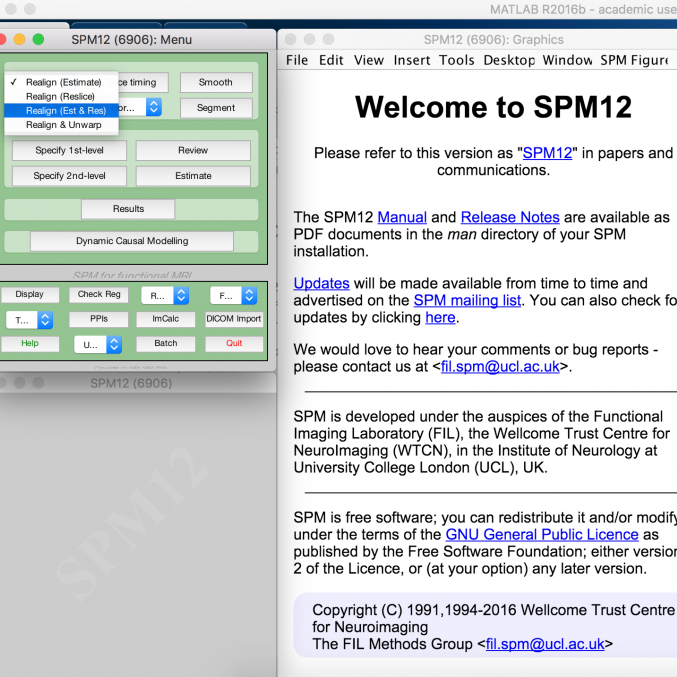 MATLAB R2016b - academic use
SPM12 (6906): Menu
✓ Realign (Estimate)
Realign (Reslice)
Realign (Est & Res)
Realign & Unwarp
ce timing
Smooth
or...
Segment
Specify 1st-level
Review
Specify 2nd-level
Estimate
Results
Dynamic Causal Modelling
SPM for functional MRI
Display
Check Reg
R...
F...
T...
PPIs
ImCalc
DICOM Import
Help
U...
Batch
Quit
SPM12 (6906)
SPM12
SPM12 (6906): Graphics
File Edit View Insert Tools Desktop Window SPM Figure
Welcome to SPM12
Please refer to this version as "SPM12" in papers and
communications.
The SPM12 Manual and Release Notes are available as
PDF documents in the man directory of your SPM
installation.
Updates will be made available from time to time and
advertised on the SPM mailing list. You can also check fo
updates by clicking here.
We would love to hear your comments or bug reports -
please contact us at <fil.spm@ucl.ac.uk>.
SPM is developed under the auspices of the Functional
Imaging Laboratory (FIL), the Wellcome Trust Centre for
NeuroImaging (WTCN), in the Institute of Neurology at
University College London (UCL), UK.
SPM is free software; you can redistribute it and/or modify
under the terms of the GNU General Public Licence as
published by the Free Software Foundation; either version
2 of the Licence, or (at your option) any later version.
Copyright (C) 1991,1994-2016 Wellcome Trust Centre
for Neuroimaging
The FIL Methods Group <fil.spm@ucl.ac.uk>